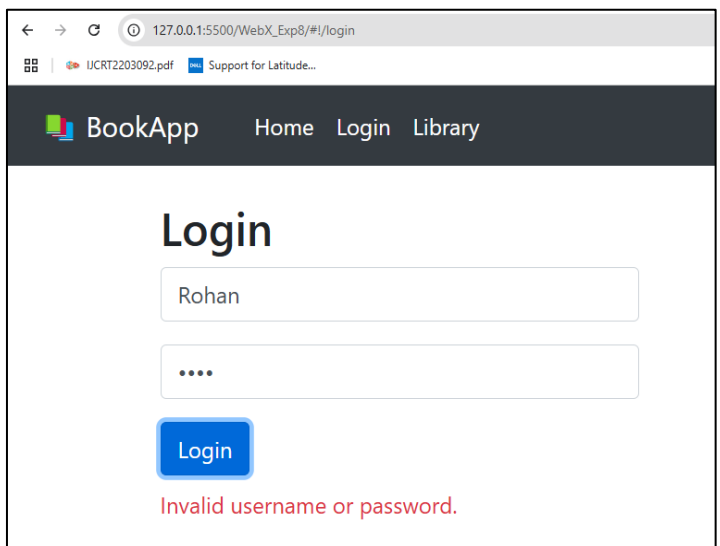 127.0.0.1:5500/WebX_Exp8/#!/login
IJCRT2203092.pdf DELL Support for Latitude...
BookApp Home Login Library
Login
Rohan
••••
Login
Invalid username or password.